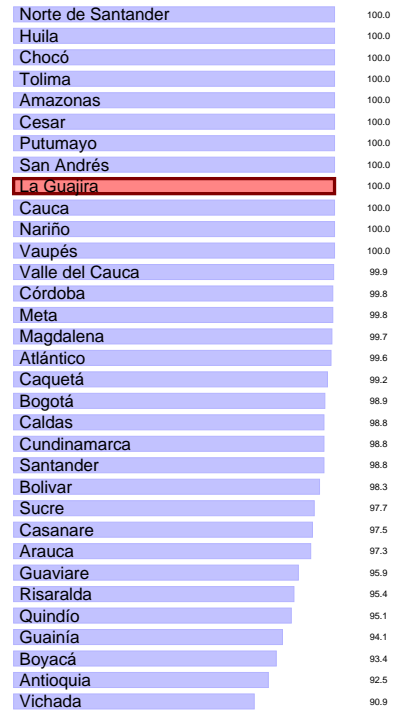 Norte de Santander 100.0
Huila 100.0
Chocó 100.0
Tolima 100.0
Amazonas 100.0
Cesar 100.0
Putumayo 100.0
San Andrés 100.0
La Guajira 100.0
Cauca 100.0
Nariño 100.0
Vaupés 100.0
Valle del Cauca 99.9
Córdoba 99.8
Meta 99.8
Magdalena 99.7
Atlántico 99.6
Caquetá 99.2
Bogotá 98.9
Caldas 98.8
Cundinamarca 98.8
Santander 98.8
Bolivar 98.3
Sucre 97.7
Casanare 97.5
Arauca 97.3
Guaviare 95.9
Risaralda 95.4
Quindío 95.1
Guainía 94.1
Boyacá 93.4
Antioquia 92.5
Vichada 90.9